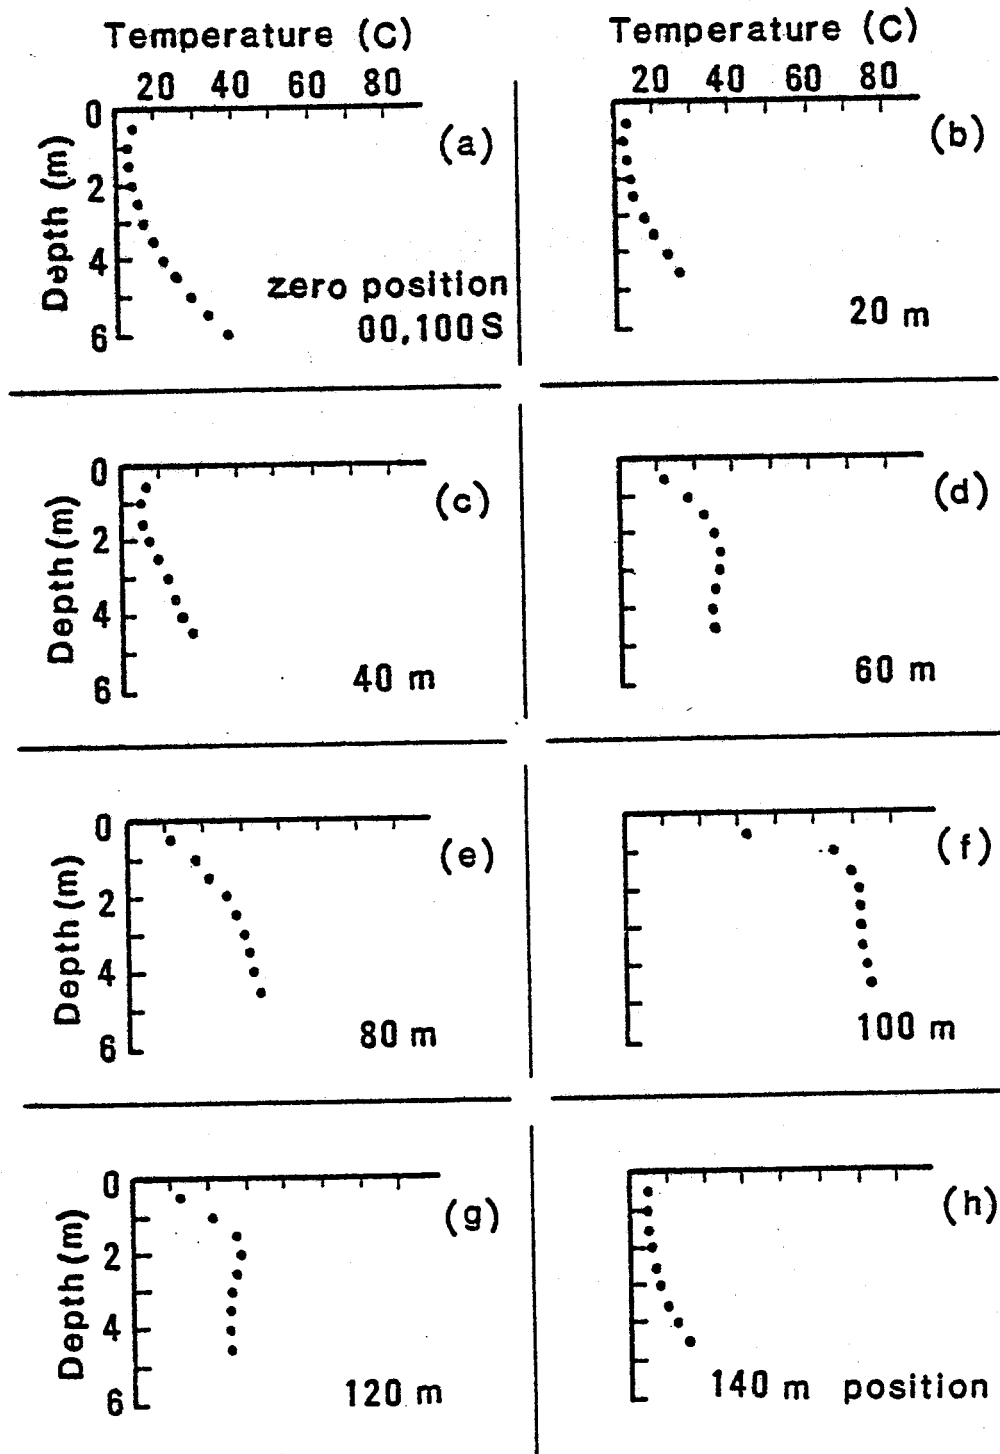 Temperature (C)
20 40 60 80
0
2
4
6
Depth (m)
(a)
zero position
00,100S
Temperature (C)
20 40 60 80
(b)
20 m
0
2
4
6
Depth(m)
(c)
40 m
(d)
60 m
0
2
4
6
Depth (m)
(e)
80 m
(f)
100 m
0
2
4
6
Depth(m)
(g)
120 m
(h)
140 m position